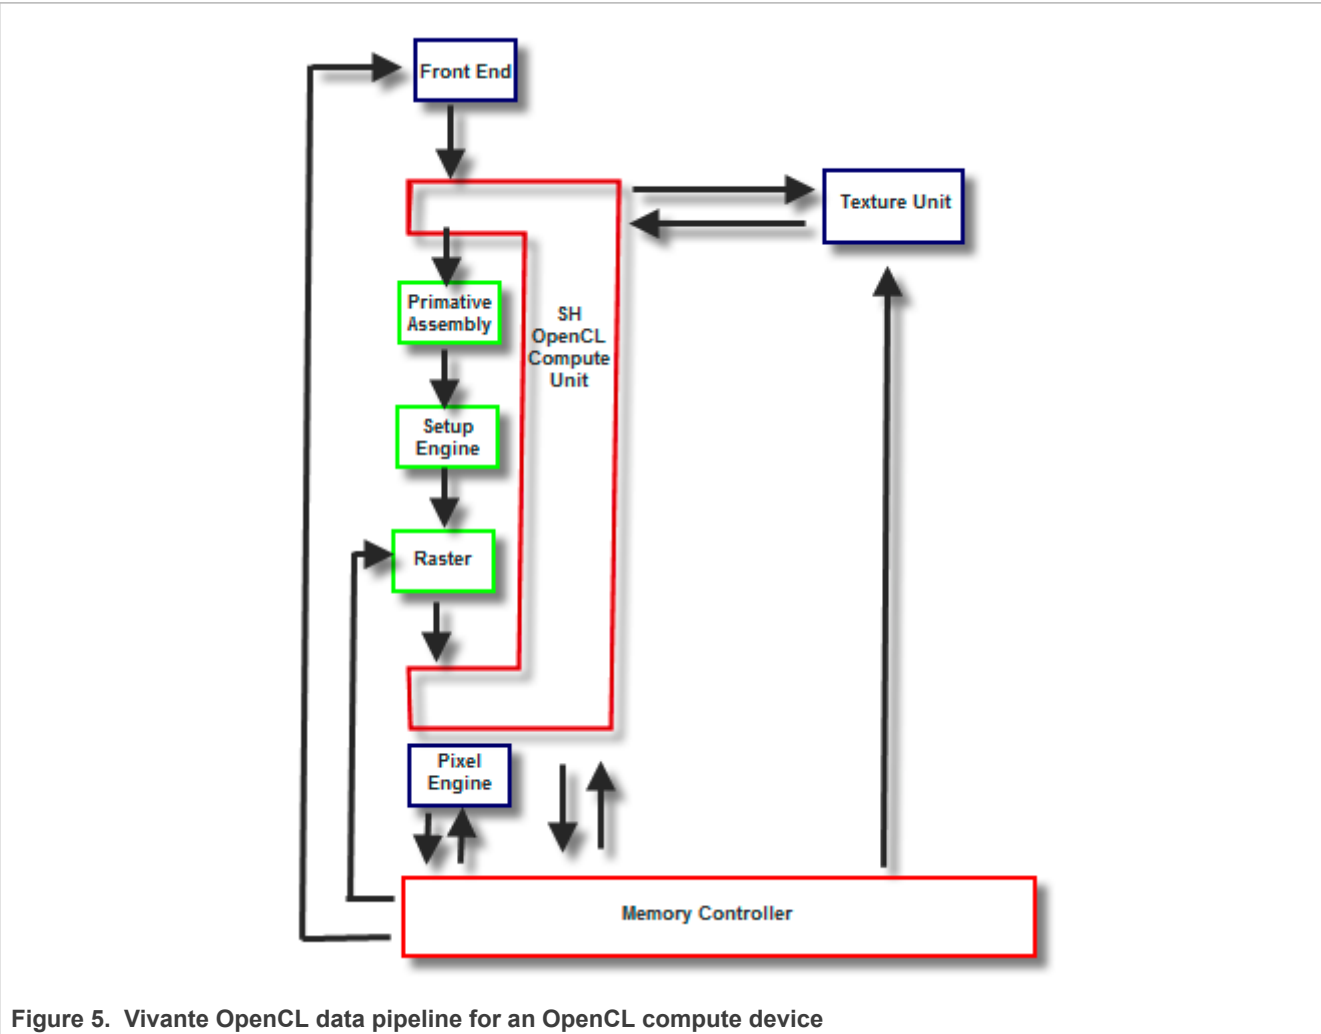 Front End
Texture Unit
Primative
Assembly
SH
OpenCL
Compute
Unit
Setup
Engine
Raster
Pixel
Engine
Memory Controller
Figure 5. Vivante OpenCL data pipeline for an OpenCL compute device